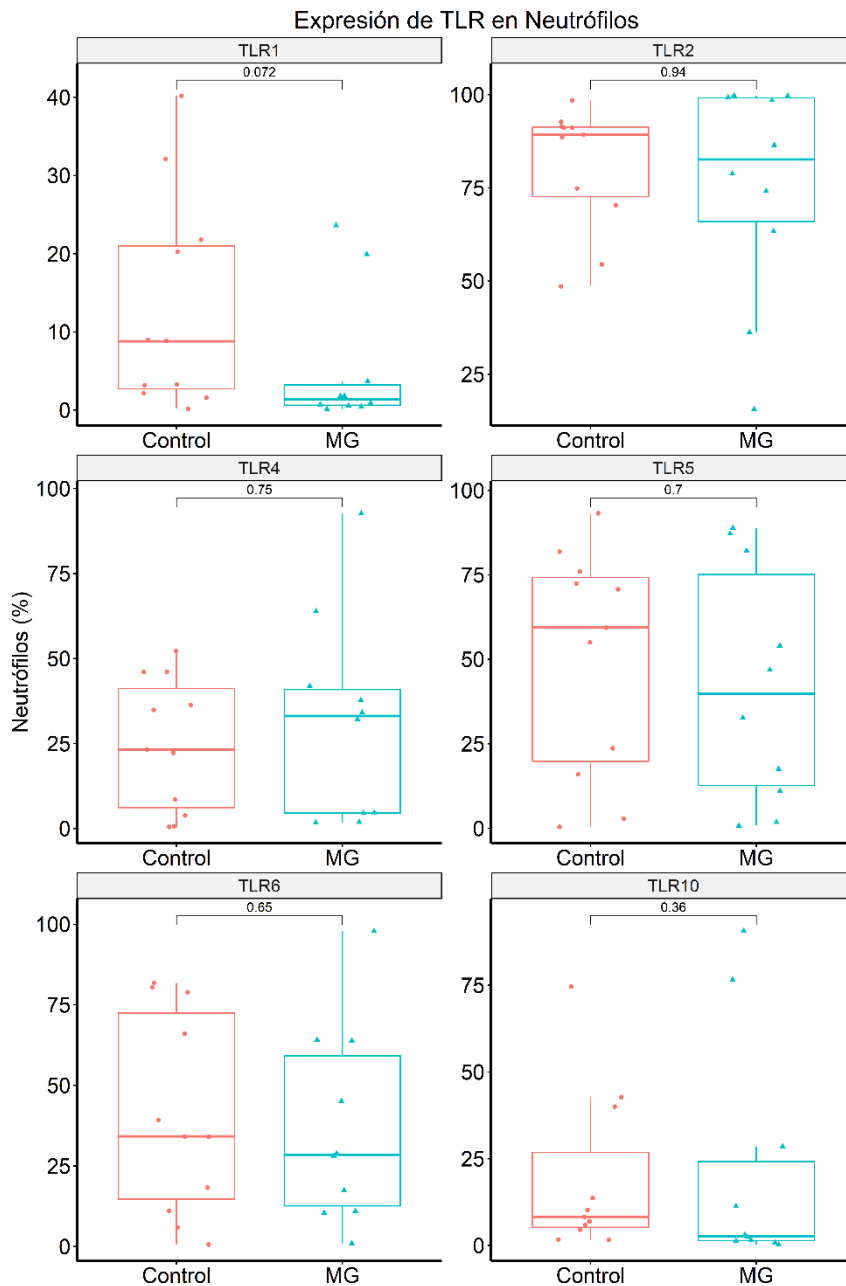 Expresión de TLR en Neutrófilos
TLR1
0.072
40
30
20
10
0
Control MG
TLR2
0.94
100
75
50
25
Control MG
Neutrófilos (%)
TLR4
0.75
100
75
50
25
0
Control MG
TLR5
0.7
100
75
50
25
0
Control MG
TLR6
0.65
100
75
50
25
0
Control MG
TLR10
0.36
75
50
25
0
Control MG